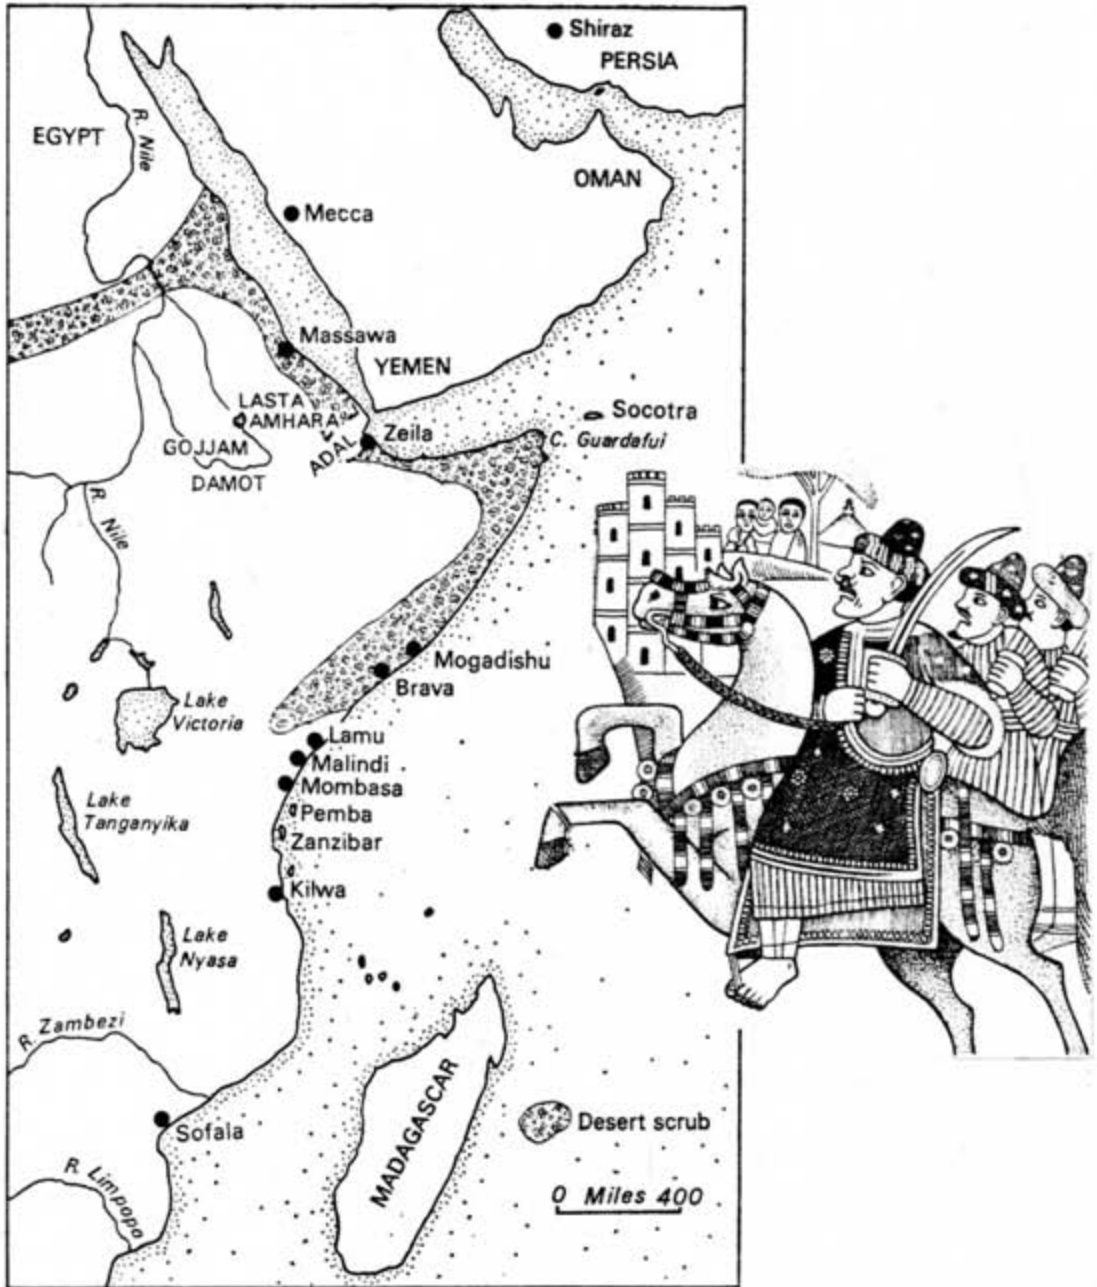 Shiraz
PERSIA
EGYPT
R. Nile
OMAN
Mecca
Massawa
YEMEN
LASTA
AMHARA
Socotra
Zeila
C. Guardafui
GOJJAM
ADAL
DAMOT
R. Nile
Mogadishu
Brava
Lake
Victoria
Lamu
Malindi
Mombasa
Lake
Tanganyika
Pemba
Zanzibar
Kilwa
Lake
Nyasa
R. Zambezi
MADAGASCAR
Desert scrub
Sofala
R. Limpopo
0 Miles 400